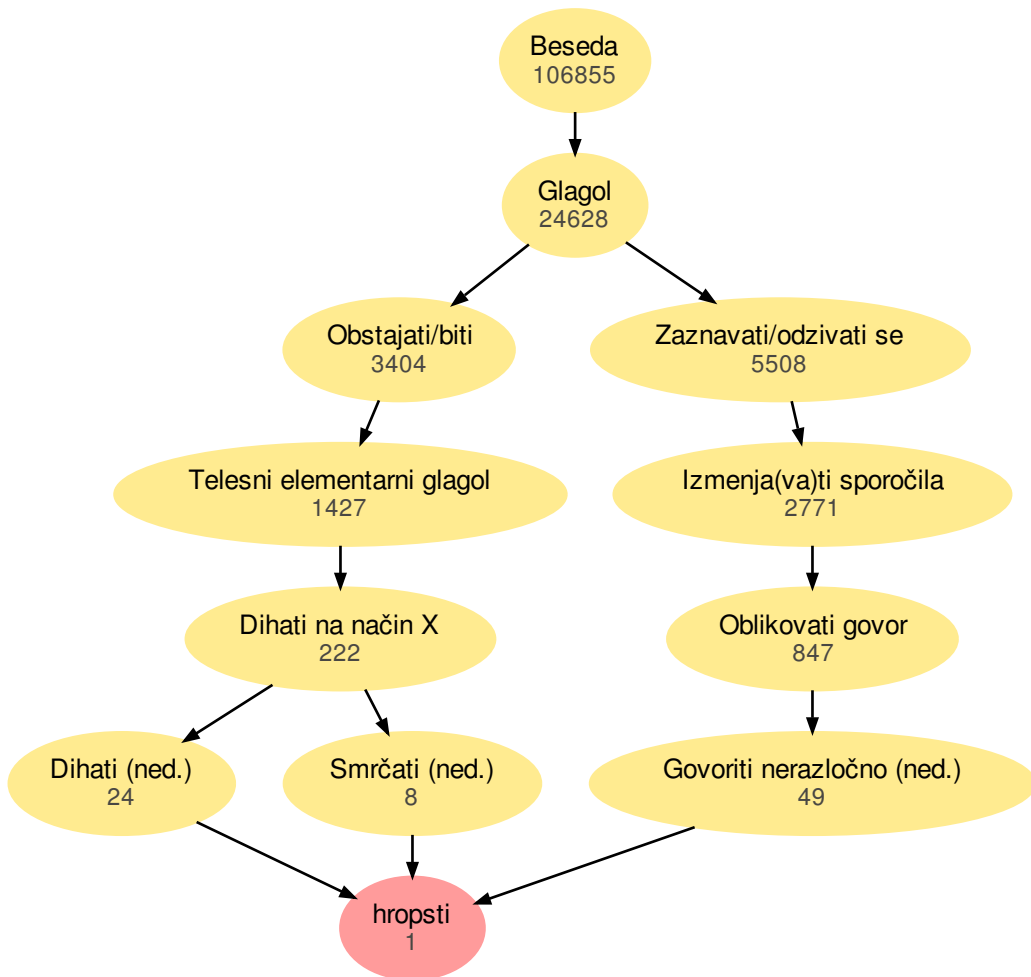 Beseda
106855
Glagol
24628
Obstajati/biti
3404
Zaznavati/odzivati se
5508
Telesni elementarni glagol
1427
Izmenja(va)ti sporočila
2771
Dihati na način X
222
Oblikovati govor
847
Dihati (ned.)
24
Smrčati (ned.)
8
Govoriti nerazločno (ned.)
49
hropsti
1